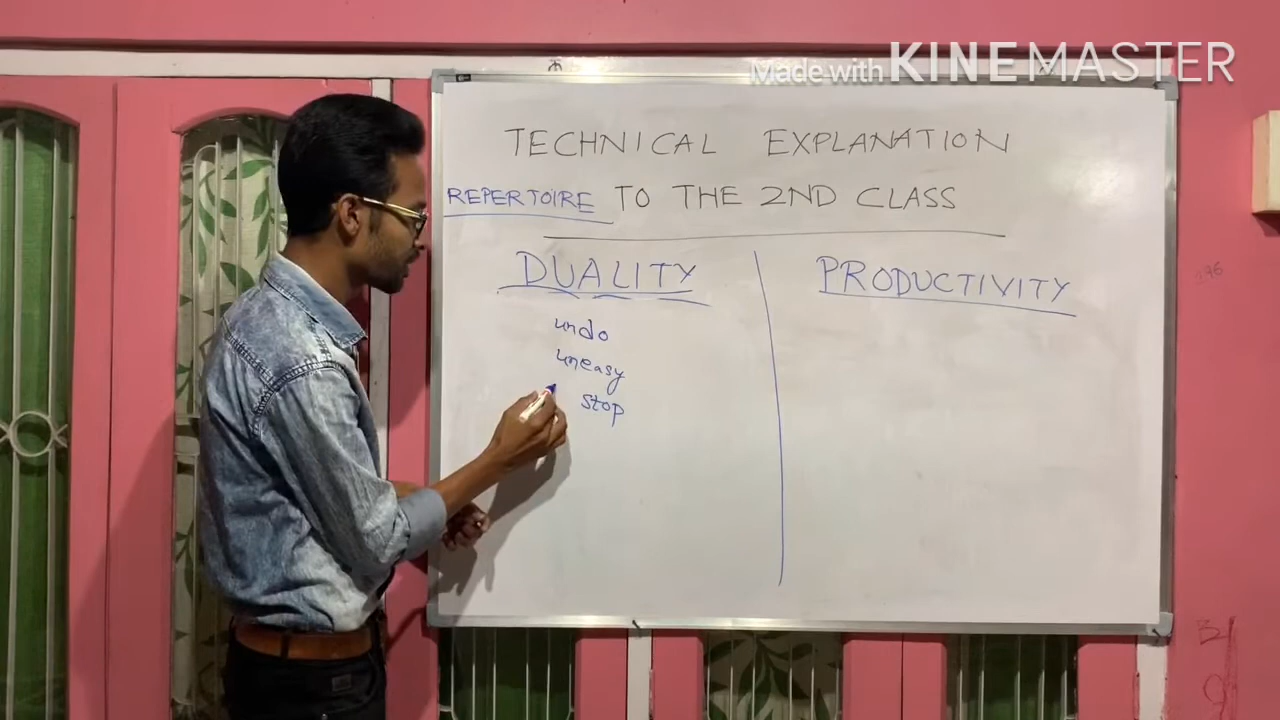 Made with KINEMASTER
TECHNICAL EXPLANATION
REPERTOIRE TO THE 2ND CLASS
DUALITY
undo
uneasy
stop
PRODUCTIVITY